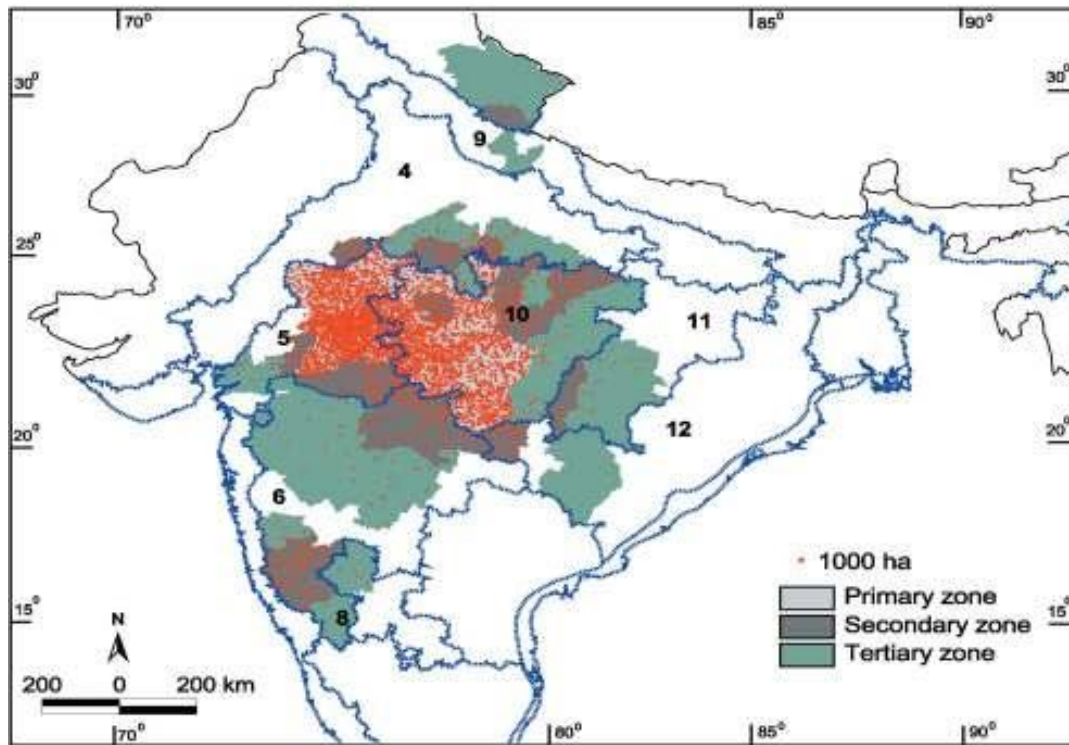 70° 85° 90°
30° 30°
9
4
25° 25°
10
11
5
20° 12 20°
6
1000 ha
Primary zone
15° 8 15°
Secondary zone
N
Tertiary zone
200 0 200 km
70° 80° 85° 90°